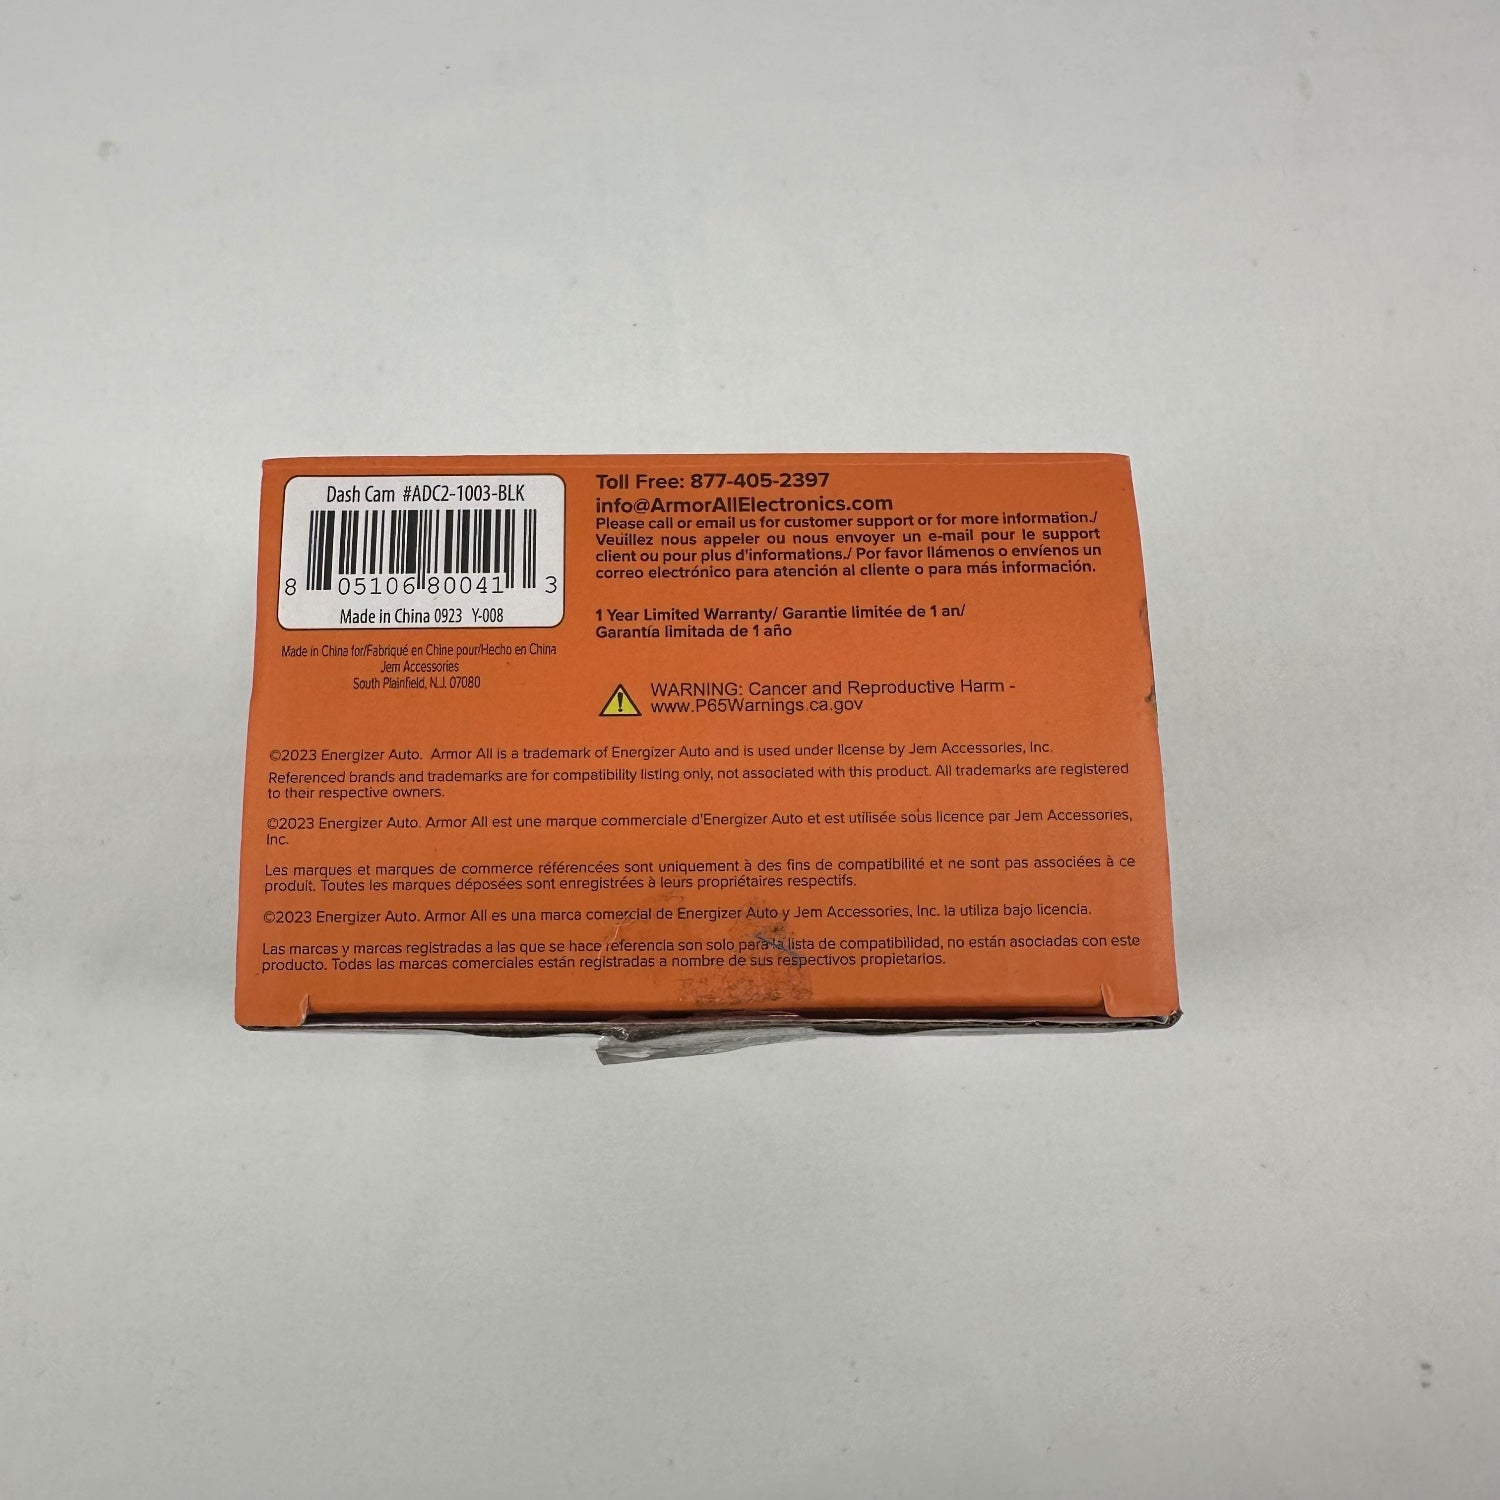 Dash Cam #ADC2-1003-BLK
8 05106 80041 3
Made in China 0923 Y-008
Made in China for/Fabriqué en Chine pour/Hecho en China
Jem Accessories
South Plainfield, N.J. 07080
Toll Free: 877-405-2397
info@ArmorAllElectronics.com
Please call or email us for customer support or for more information./
Veuillez nous appeler ou nous envoyer un e-mail pour le support
client ou pour plus d'informations./ Por favor llámenos o envíenos un
correo electrónico para atención al cliente o para más información.
1 Year Limited Warranty/ Garantie limitée de 1 an/
Garantía limitada de 1 año
WARNING: Cancer and Reproductive Harm -
www.P65Warnings.ca.gov
©2023 Energizer Auto. Armor All is a trademark of Energizer Auto and is used under license by Jem Accessories, Inc.
Referenced brands and trademarks are for compatibility listing only, not associated with this product. All trademarks are registered
to their respective owners.
©2023 Energizer Auto. Armor All est une marque commerciale d'Energizer Auto et est utilisée sous licence par Jem Accessories,
Inc.
Les marques et marques de commerce référencées sont uniquement à des fins de compatibilité et ne sont pas associées à ce
produit. Toutes les marques déposées sont enregistrées à leurs propriétaires respectifs.
©2023 Energizer Auto. Armor All es una marca comercial de Energizer Auto y Jem Accessories, Inc. la utiliza bajo licencia.
Las marcas y marcas registradas a las que se hace referencia son solo para la lista de compatibilidad, no están asociadas con este
producto. Todas las marcas comerciales están registradas a nombre de sus respectivos propietarios.